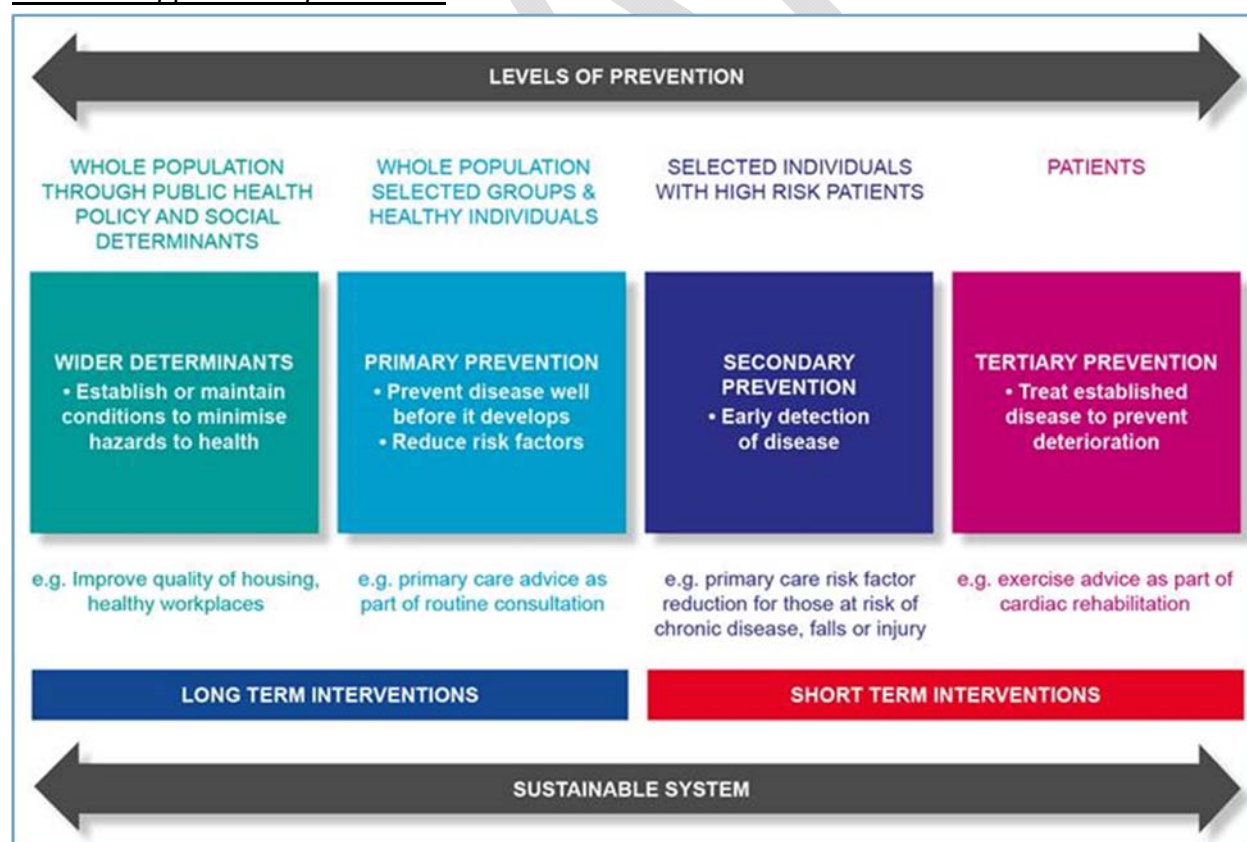 LEVELS OF PREVENTION
WHOLE POPULATION
THROUGH PUBLIC HEALTH
POLICY AND SOCIAL
DETERMINANTS
WHOLE POPULATION
SELECTED GROUPS &
HEALTHY INDIVIDUALS
SELECTED INDIVIDUALS
WITH HIGH RISK PATIENTS
PATIENTS
WIDER DETERMINANTS
• Establish or maintain
conditions to minimise
hazards to health
PRIMARY PREVENTION
• Prevent disease well
before it develops
• Reduce risk factors
SECONDARY
PREVENTION
• Early detection
of disease
TERTIARY PREVENTION
• Treat established
disease to prevent
deterioration
e.g. Improve quality of housing,
healthy workplaces
e.g. primary care advice as
part of routine consultation
e.g. primary care risk factor
reduction for those at risk of
chronic disease, falls or injury
e.g. exercise advice as part of
cardiac rehabilitation
LONG TERM INTERVENTIONS
SHORT TERM INTERVENTIONS
SUSTAINABLE SYSTEM